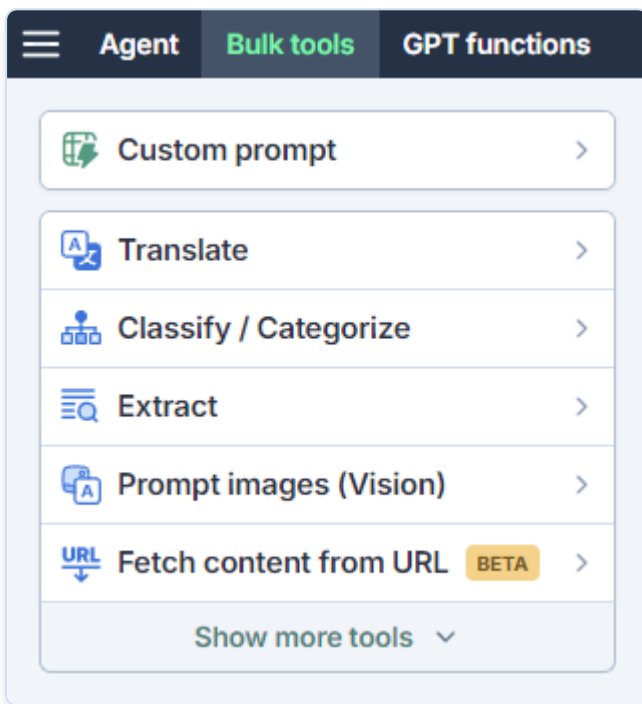 Agent Bulk tools GPT functions
Custom prompt
Translate
Classify / Categorize
Extract
Prompt images (Vision)
URL Fetch content from URL BETA
Show more tools